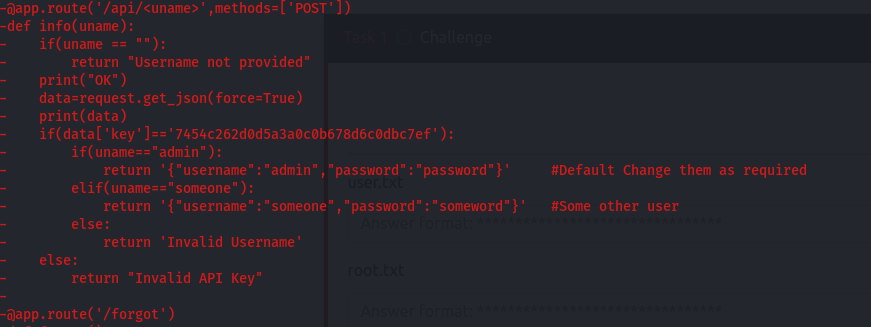 -@app.route('/api/<uname>',methods=['POST'])
-def info(uname):
-    if(uname == ""):
-        return "Username not provided"
-    print("OK")
-    data=request.get_json(force=True)
-    print(data)
-    if(data['key']=='7454c262d0d5a3a0c0b678d6c0dbc7ef'):
-        if(uname=="admin"):
-            return '{"username":"admin","password":"password"}'     #Default Change them as required
-        elif(uname=="someone"):
-            return '{"username":"someone","password":"someword"}'   #Some other user
-        else:
-            return 'Invalid Username'
-    else:
-        return "Invalid API Key"
-
-@app.route('/forgot')
Task 1
Challenge
user.txt
Answer format: ********************************
root.txt
Answer format: ********************************